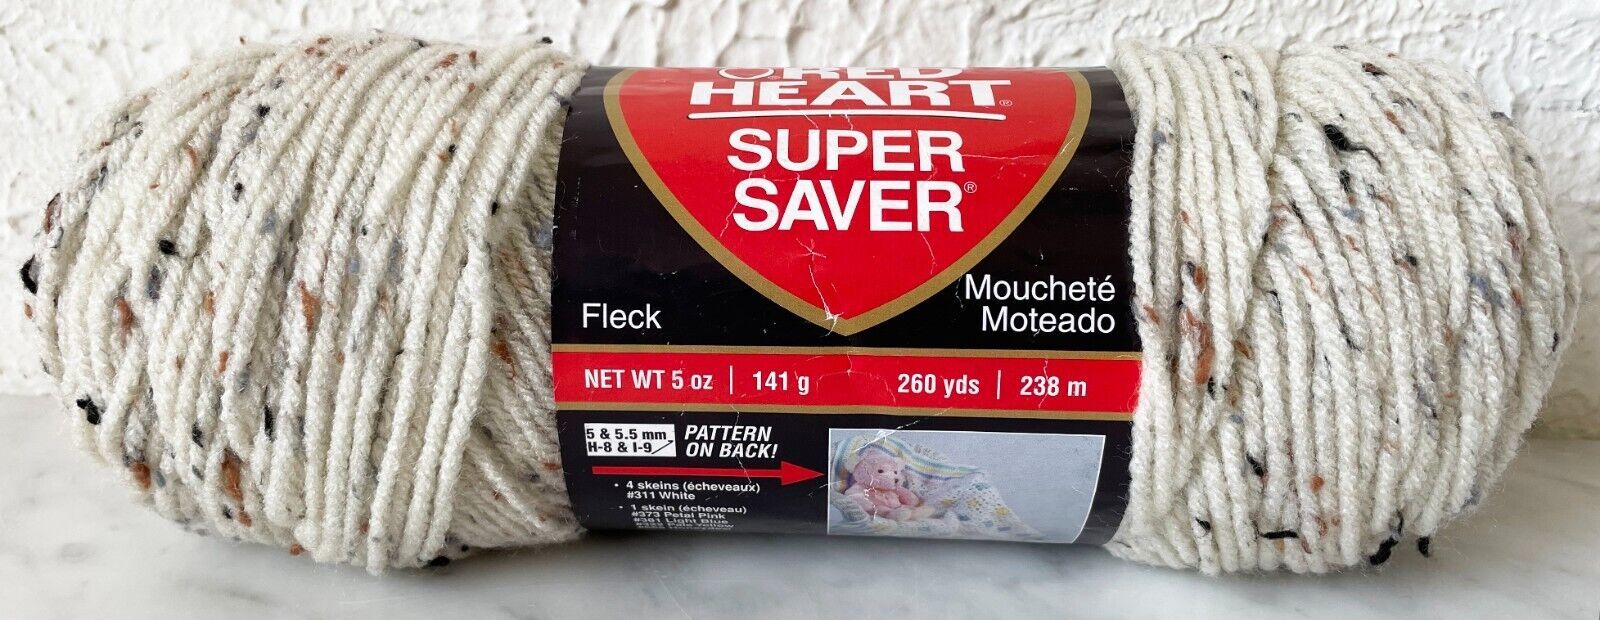 RED
HEART®
SUPER
SAVER®
Fleck
Moucheté
Moteado
NET WT 5 oz | 141 g
260 yds | 238 m
5 & 5.5 mm
H-8 & I-9
PATTERN
ON BACK!
• 4 skeins (écheveaux)
#311 White
• 1 skein (écheveau)
#373 Petal Pink
#381 Light Blue
Pale Yellow